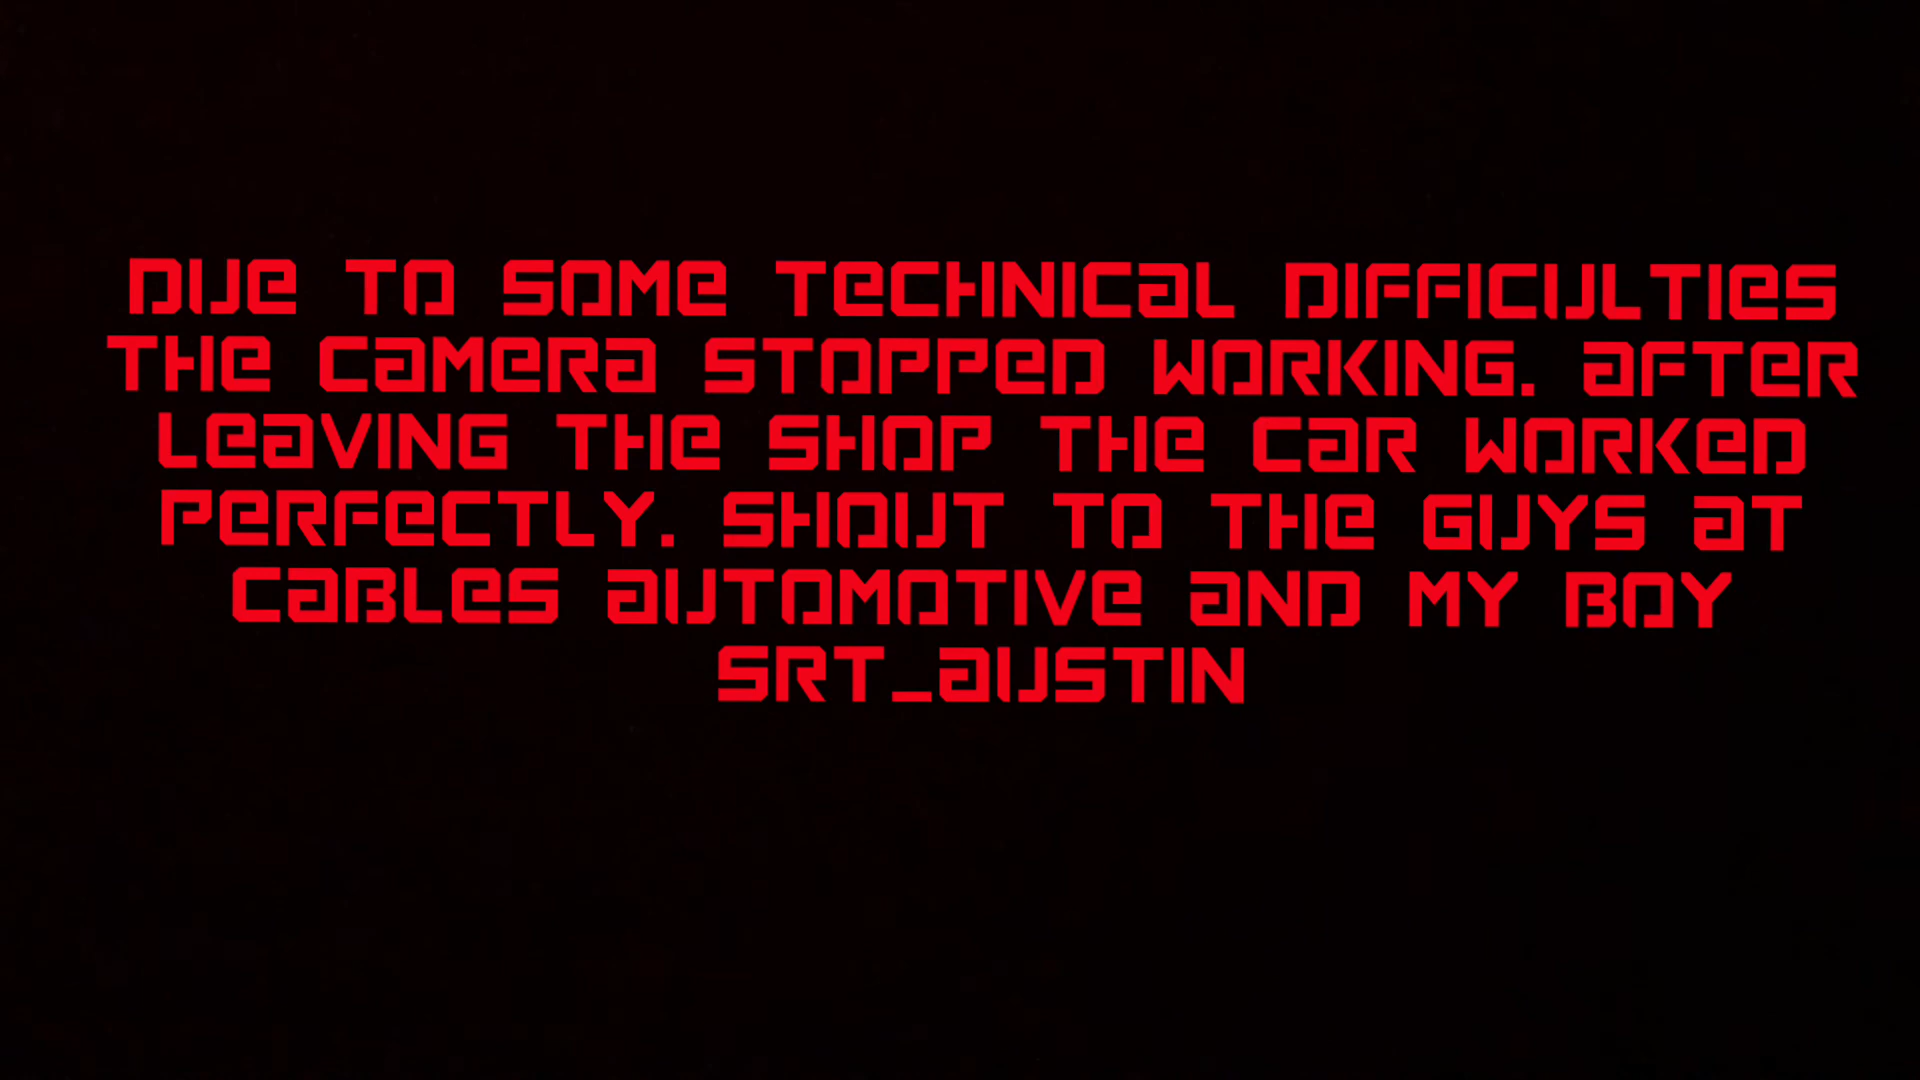 DUE TO SOME TECHNICAL DIFFICULTIES
THE CAMERA STOPPED WORKING. AFTER
LEAVING THE SHOP THE CAR WORKED
PERFECTLY. SHOUT TO THE GUYS AT
CABLES AUTOMOTIVE AND MY BOY
SRT_AUSTIN